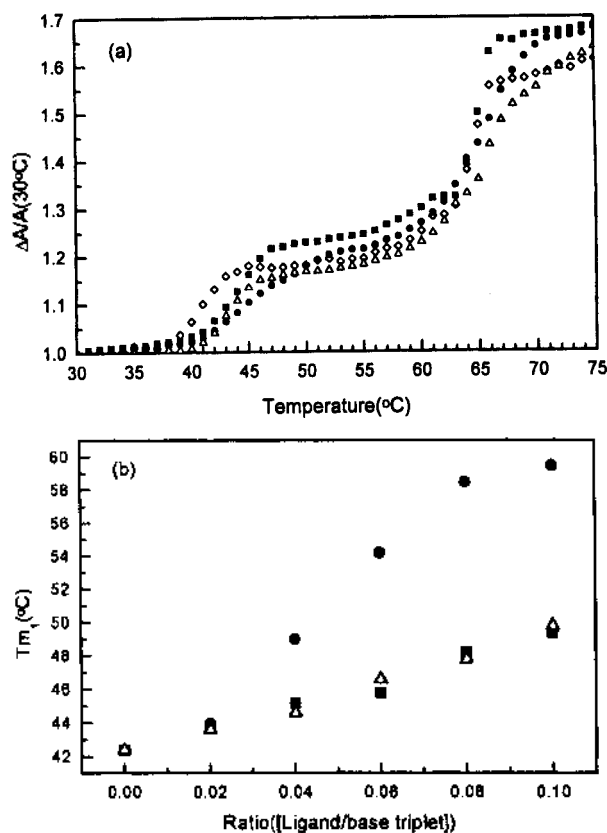 (a)
ΔA/A(30°C)
1.7
1.6
1.5
1.4
1.3
1.2
1.1
1.0
30 35 40 45 50 55 60 65 70 75
Temperature(°C)
(b)
Tm1(°C)
60
58
56
54
52
50
48
46
44
42
0.00 0.02 0.04 0.06 0.08 0.10
Ratio([Ligand/base triplet])